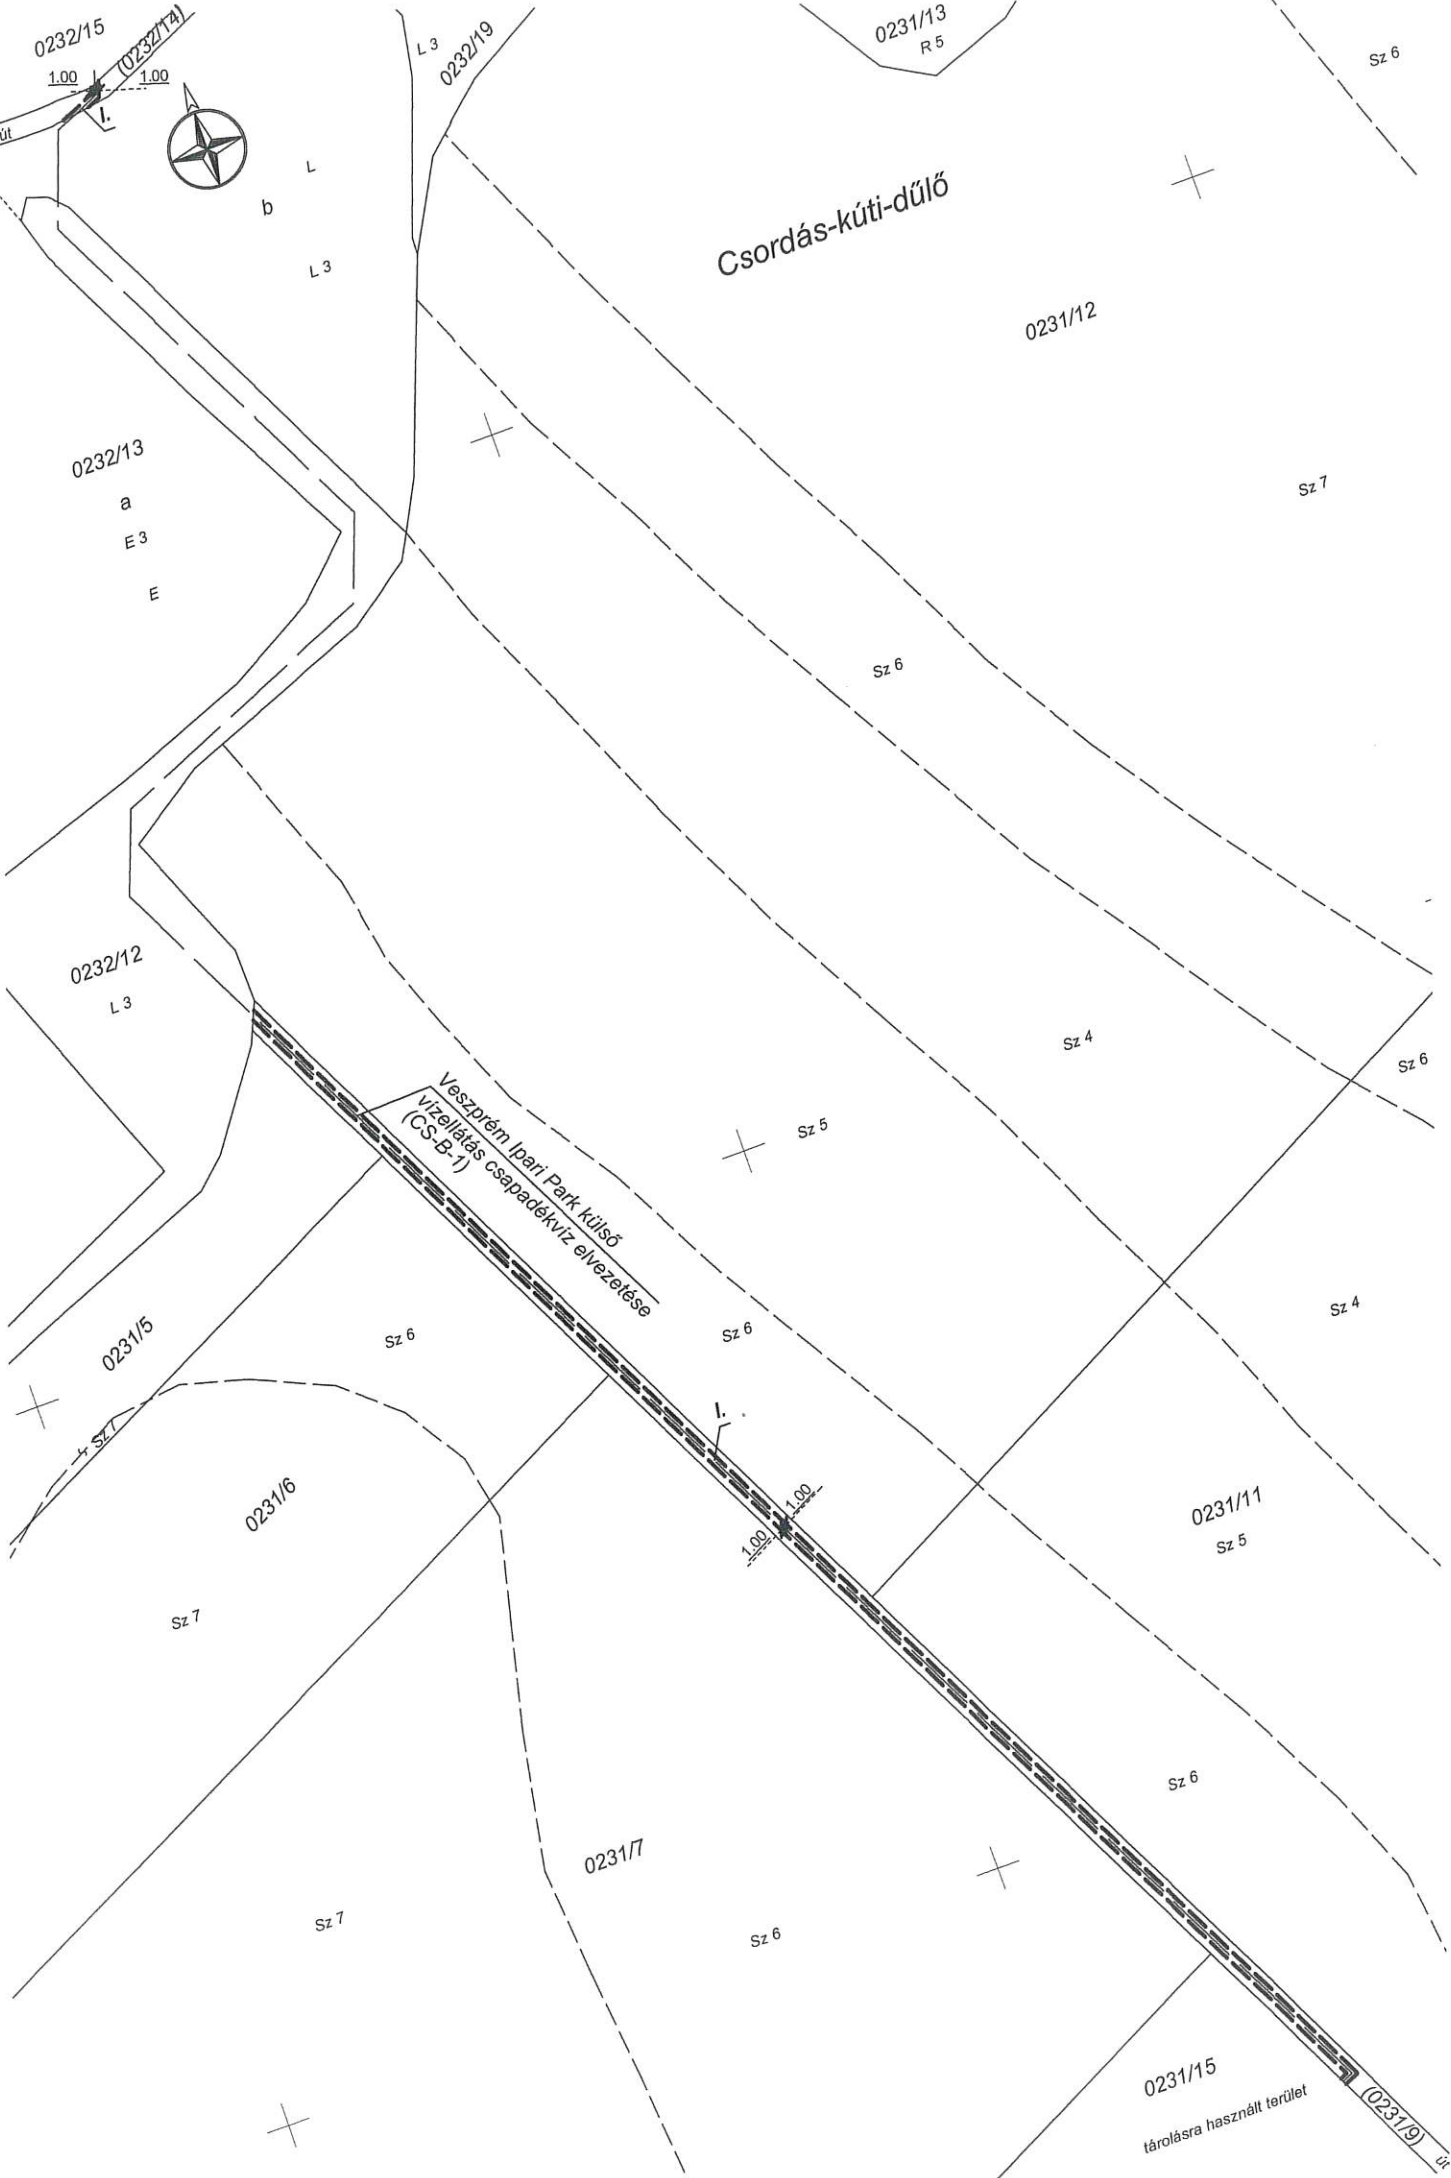 0232/15
(0232/14)
1.00
1.00
I.
út
L 3
0232/19
0231/13
R 5
Sz 6
L
b
L 3
Csordás-kúti-dűlő
0231/12
0232/13
a
E 3
E
Sz 7
Sz 6
0232/12
L 3
Sz 4
Sz 6
Veszprém Ipari Park külső
vízellátás csapadékvíz elvezetése
(CS-B-1)
Sz 5
0231/5
Sz 6
Sz 6
Sz 4
I.
0231/6
1.00
1.00
0231/11
Sz 5
Sz 7
Sz 6
0231/7
Sz 7
Sz 6
0231/15
tárolásra használt terület
(0231/9)
út